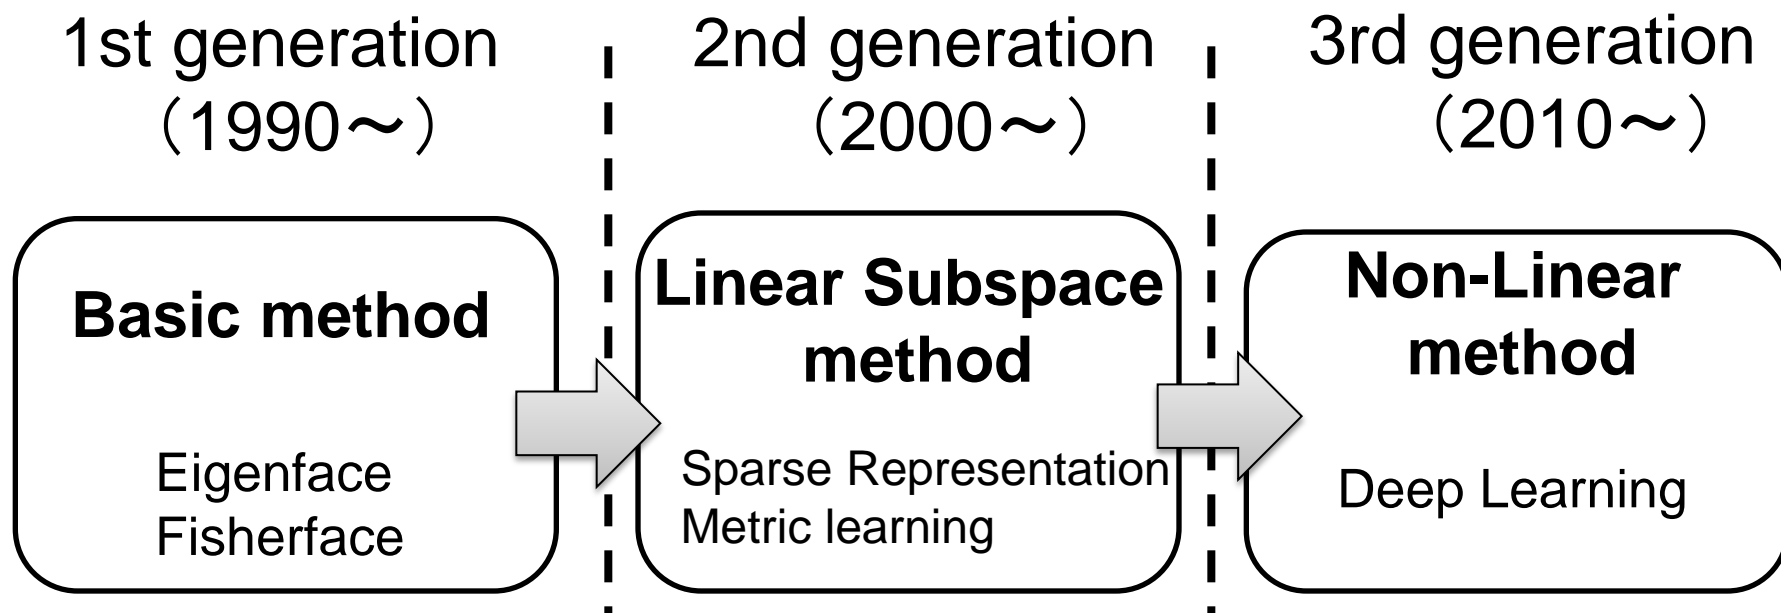 1st generation
（1990～）
Basic method
Eigenface
Fisherface
2nd generation
（2000～）
Linear Subspace
method
Sparse Representation
Metric learning
3rd generation
（2010～）
Non-Linear
method
Deep Learning